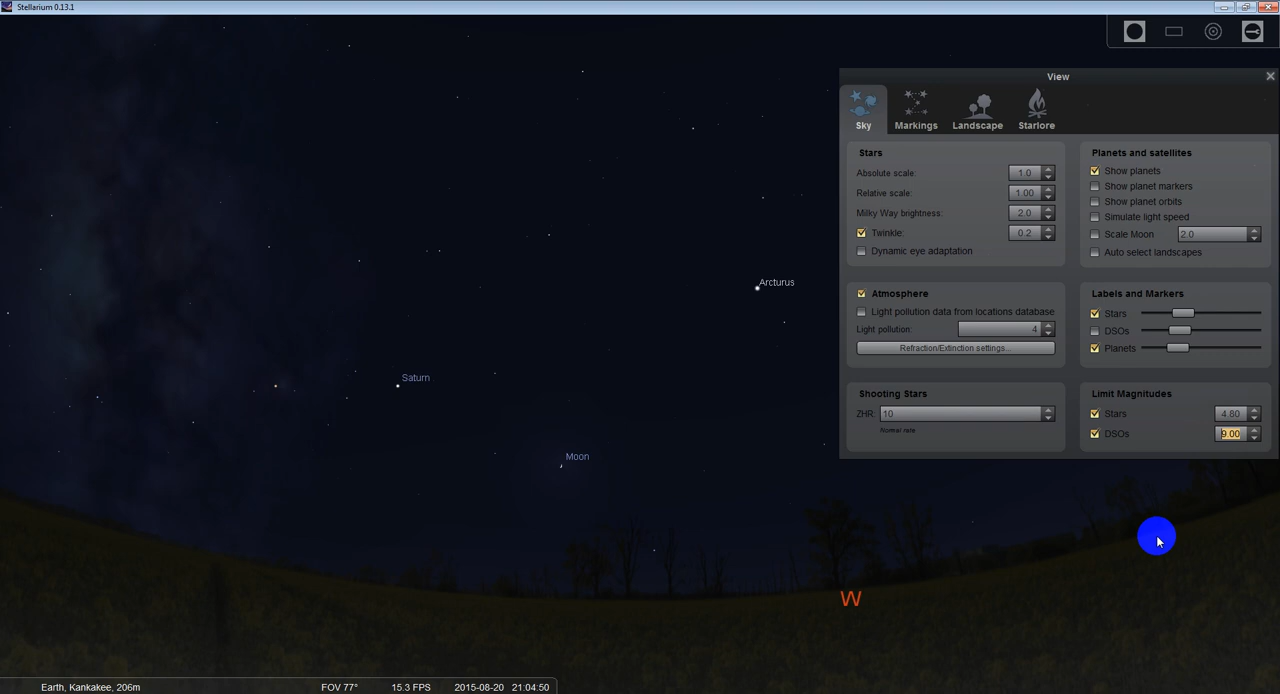 Stellarium 0.13.1
View
Sky
Markings
Landscape
Starlore
Stars
Absolute scale: 1.0
Relative scale: 1.00
Milky Way brightness: 2.0
Twinkle: 0.2
Dynamic eye adaptation
Planets and satellites
Show planets
Show planet markers
Show planet orbits
Simulate light speed
Scale Moon 2.0
Auto select landscapes
Atmosphere
Light pollution data from locations database
Light pollution: 4
Refraction/Extinction settings...
Labels and Markers
Stars
DSOs
Planets
Shooting Stars
ZHR: 10
Normal rate
Limit Magnitudes
Stars 4.80
DSOs 9.00
Arcturus
Saturn
Moon
W
Earth, Kankakee, 206m FOV 77° 15.3 FPS 2015-08-20 21:04:50